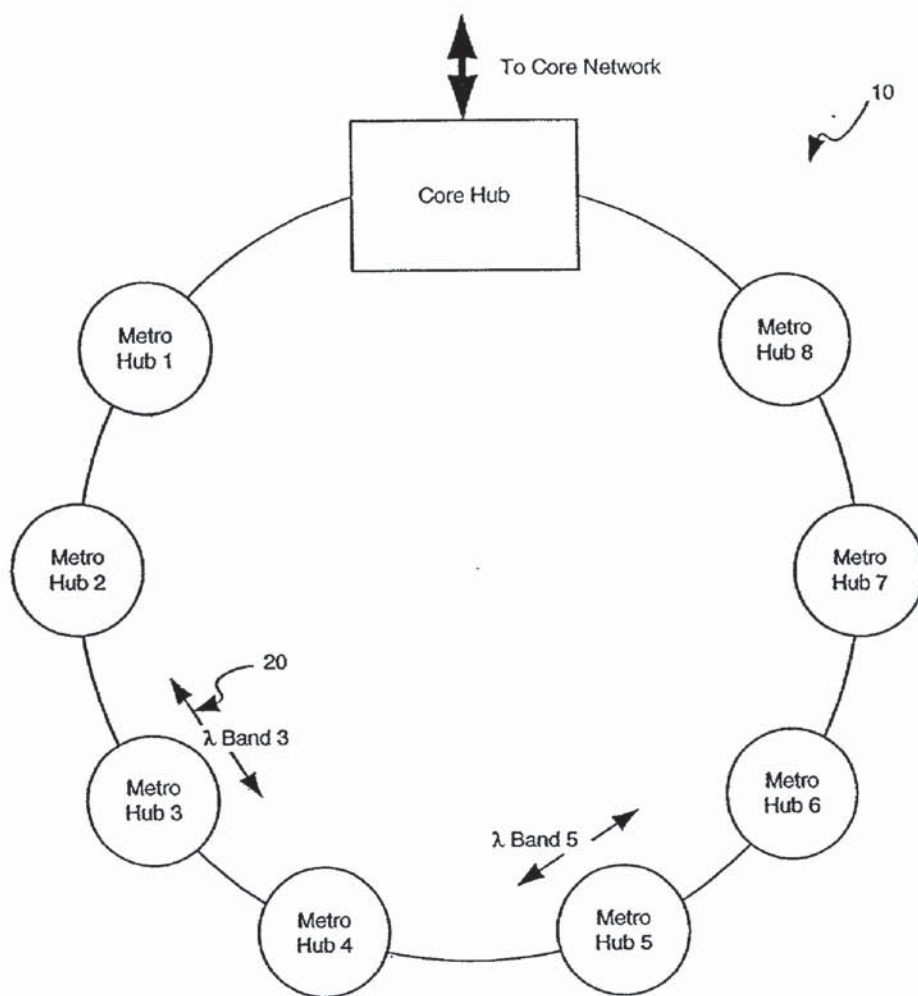 To Core Network
10
Core Hub
Metro
Hub 1
Metro
Hub 8
Metro
Hub 2
Metro
Hub 7
20
λ Band 3
Metro
Hub 3
Metro
Hub 6
λ Band 5
Metro
Hub 4
Metro
Hub 5